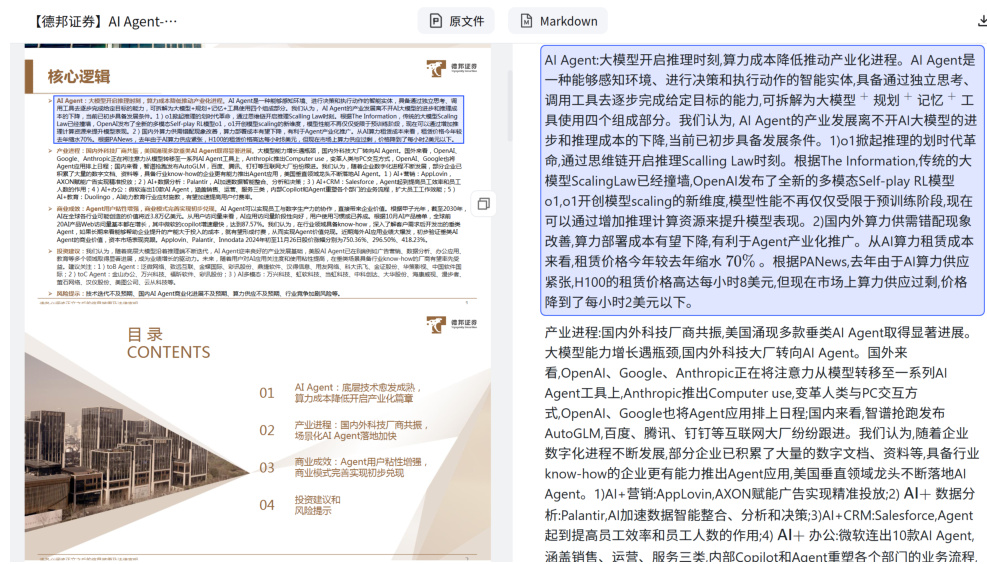 【德邦证券】AI Agent-···
原文件
Markdown
核心逻辑
德邦证券
AI Agent:大模型开启推理时刻,算力成本降低推动产业化进程。AI Agent是一种能够感知环境、进行决策和执行动作的智能实体,具备通过独立思考、调
用工具去逐步完成给定目标的能力,可拆解为大模型+规划+记忆+工具使用四个组成部分。我们认为,AI Agent的产业发展离不开AI大模型的进步和推理成本
的下降,当前已初步具备发展条件。1)o1掀起推理的划时代革命,通过思维链开启推理Scaling Law时刻。根据The Information,传统的大模型Scaling
Law已经撞墙,OpenAI发布了全新的多模态Self-play RL模型o1,o1开创模型scaling的新维度,模型性能不再仅仅受限于预训练阶段,现在可以通过增加推
理计算资源来提升模型表现。2)国内外算力供需错配现象改善,算力部署成本有望下降,有利于Agent产业化推广。从AI算力租赁成本来看,租赁价格今年较
去年缩水70%。根据PANews,去年由于AI算力供应紧张,H100的租赁价格高达每小时8美元,但现在市场上算力供应过剩,价格降到了每小时2美元以下。
产业进程:国内外科技厂商共振,美国涌现多款垂类AI Agent取得显著进展。大模型能力增长遇瓶颈,国内外科技大厂转向AI Agent。国外来看,OpenAI、
Google、Anthropic正在将注意力从模型转移至一系列AI Agent工具上,Anthropic推出Computer use,变革人类与PC交互方式,OpenAI、Google也将
Agent应用排上日程;国内来看,智谱抢跑发布AutoGLM,百度、腾讯、钉钉等互联网大厂纷纷跟进。我们认为,随着企业数字化进程不断发展,部分企业已
积累了大量的数字文档、资料等,具备行业know-how的企业更有能力推出Agent应用,美国垂直领域龙头不断落地AI Agent。1)AI+营销:AppLovin,
AXON赋能广告实现精准投放;2)AI+数据分析:Palantir,AI加速数据智能整合、分析和决策;3)AI+CRM:Salesforce,Agent起到提高员工效率和员工
人数的作用;4)AI+办公:微软连出10款AI Agent,涵盖销售、运营、服务三类,内部Copilot和Agent重塑各个部门的业务流程,扩大员工工作效能;5)
AI+教育:Duolingo,AI助力教育行业控制版教,有望加速提高用户付费率。
目录
CONTENTS
德邦证券
01
AI Agent:底层技术愈发成熟,
算力成本降低开启产业化篇章
02
产业进程:国内外科技厂商共振,
场景化AI Agent落地加快
03
商业成效:Agent用户粘性增强,
商业模式完善实现初步兑现
04
投资建议和
风险提示
AI Agent:大模型开启推理时刻,算力成本降低推动产业化进程。AI Agent是
一种能够感知环境、进行决策和执行动作的智能实体,具备通过独立思考、
调用工具去逐步完成给定目标的能力,可拆解为大模型 + 规划 + 记忆 + 工
具使用四个组成部分。我们认为, AI Agent的产业发展离不开AI大模型的进
步和推理成本的下降,当前已初步具备发展条件。1)o1掀起推理的划时代革
命,通过思维链开启推理Scaling Law时刻。根据The Information,传统的大
模型ScalingLaw已经撞墙,OpenAI发布了全新的多模态Self-play RL模型
o1,o1开创模型scaling的新维度,模型性能不再仅仅受限于预训练阶段,现在
可以通过增加推理计算资源来提升模型表现。2)国内外算力供需错配现象
改善,算力部署成本有望下降,有利于Agent产业化推广。从AI算力租赁成本
来看,租赁价格今年较去年缩水 70% 。根据PANews,去年由于AI算力供应
紧张,H100的租赁价格高达每小时8美元,但现在市场上算力供应过剩,价格
降到了每小时2美元以下。
产业进程:国内外科技厂商共振,美国涌现多款垂类AI Agent取得显著进展。
大模型能力增长遇瓶颈,国内外科技大厂转向AI Agent。国外来
看,OpenAI、Google、Anthropic正在将注意力从模型转移至一系列AI
Agent工具上,Anthropic推出Computer use,变革人类与PC交互方
式,OpenAI、Google也将Agent应用排上日程;国内来看,智谱抢跑发布
AutoGLM,百度、腾讯、钉钉等互联网大厂纷纷跟进。我们认为,随着企业
数字化进程不断发展,部分企业已积累了大量的数字文档、资料等,具备行业
know-how的企业更有能力推出Agent应用,美国垂直领域龙头不断落地AI
Agent。1)AI+营销:AppLovin,AXON赋能广告实现精准投放;2) AI+ 数据分
析:Palantir,AI加速数据智能整合、分析和决策;3)AI+CRM:Salesforce,Agent
起到提高员工效率和员工人数的作用;4) AI+ 办公:微软连出10款AI Agent,
涵盖销售、运营、服务三类,内部Copilot和Agent重塑各个部门的业务流程,